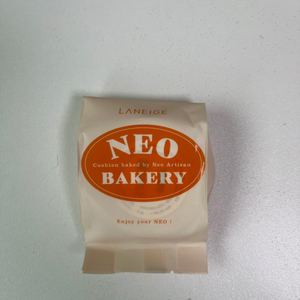 LANEIGE
NEO
Cushion baked by Neo Artisan
BAKERY
Enjoy your NEO !